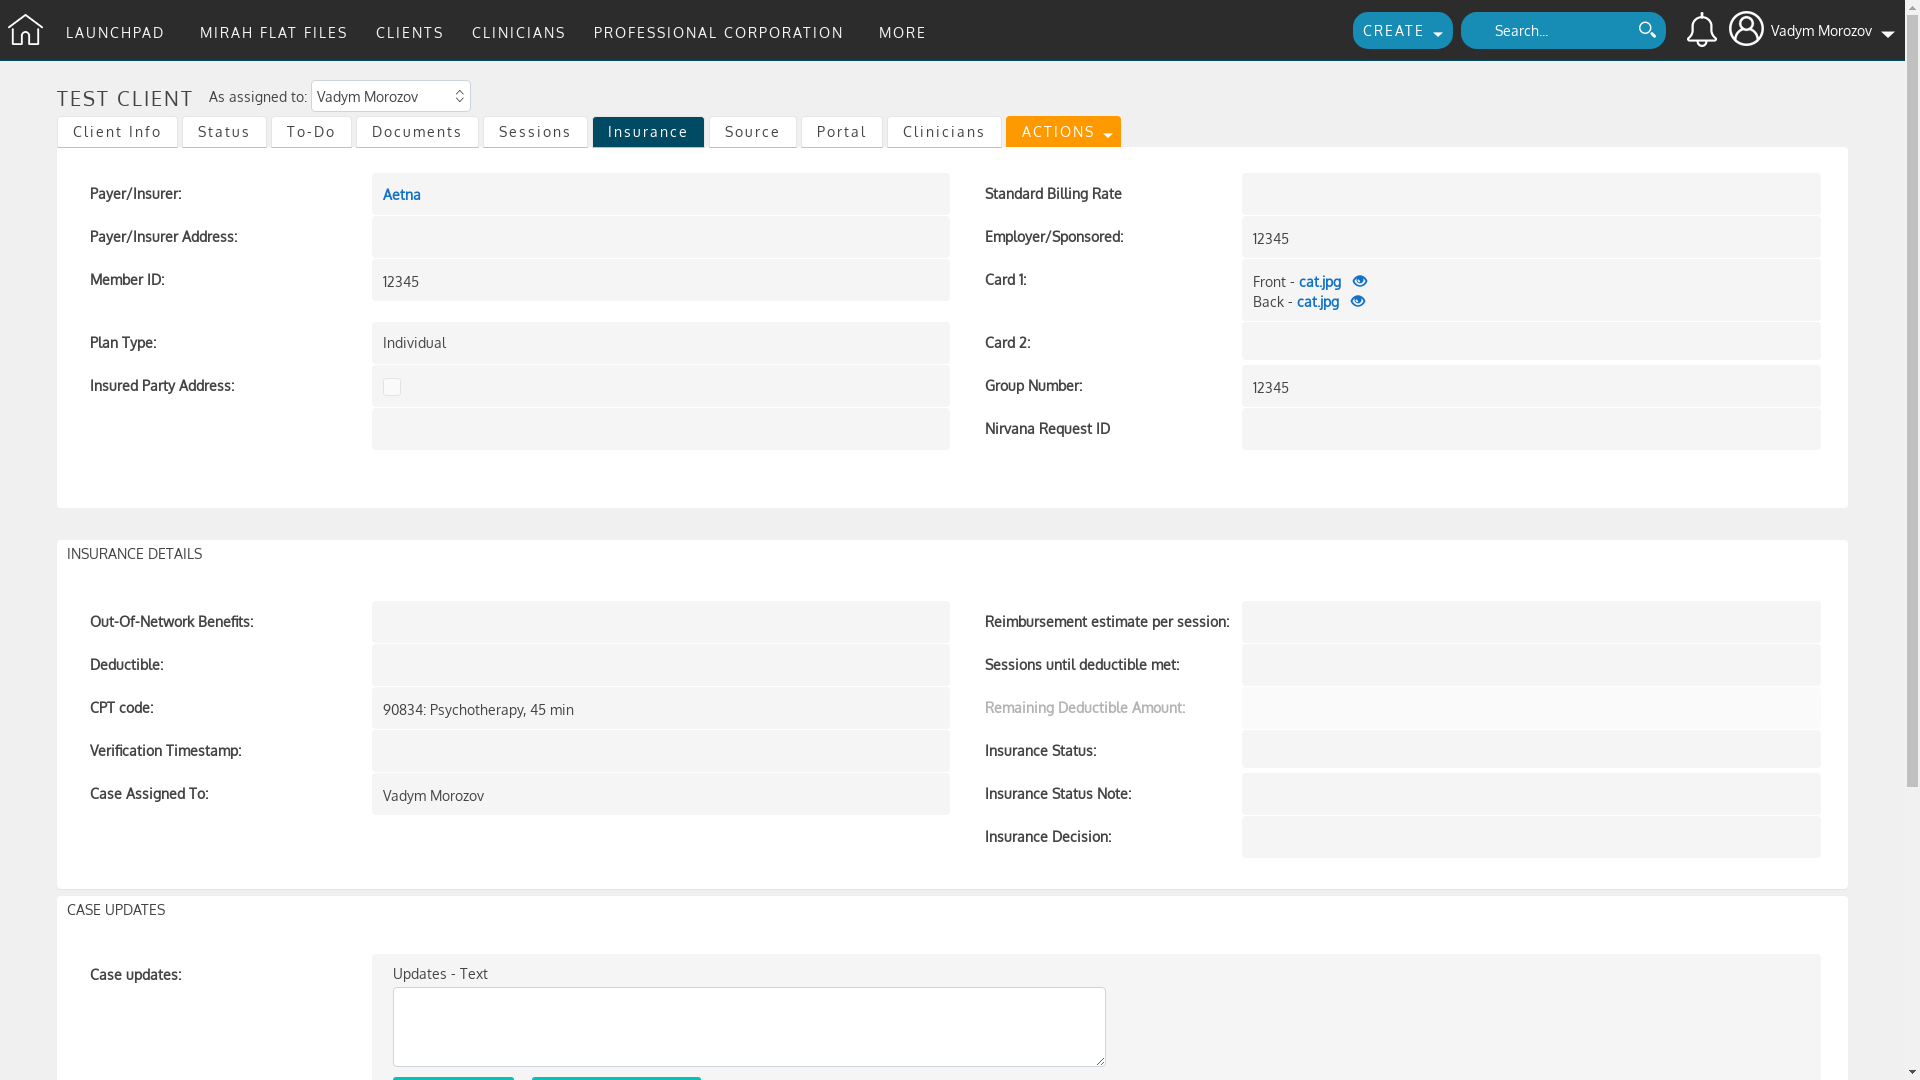 LAUNCHPAD MIRAH FLAT FILES CLIENTS CLINICIANS PROFESSIONAL CORPORATION MORE CREATE Search... Vadym Morozov
TEST CLIENT As assigned to: Vadym Morozov
Client Info Status To-Do Documents Sessions Insurance Source Portal Clinicians ACTIONS
Payer/Insurer: Aetna Standard Billing Rate
Payer/Insurer Address: Employer/Sponsored: 12345
Member ID: 12345 Card 1: Front - cat.jpg
Back - cat.jpg
Plan Type: Individual Card 2:
Insured Party Address: Group Number: 12345
Nirvana Request ID
INSURANCE DETAILS
Out-Of-Network Benefits: Reimbursement estimate per session:
Deductible: Sessions until deductible met:
CPT code: 90834: Psychotherapy, 45 min Remaining Deductible Amount:
Verification Timestamp: Insurance Status:
Case Assigned To: Vadym Morozov Insurance Status Note:
Insurance Decision:
CASE UPDATES
Case updates: Updates - Text